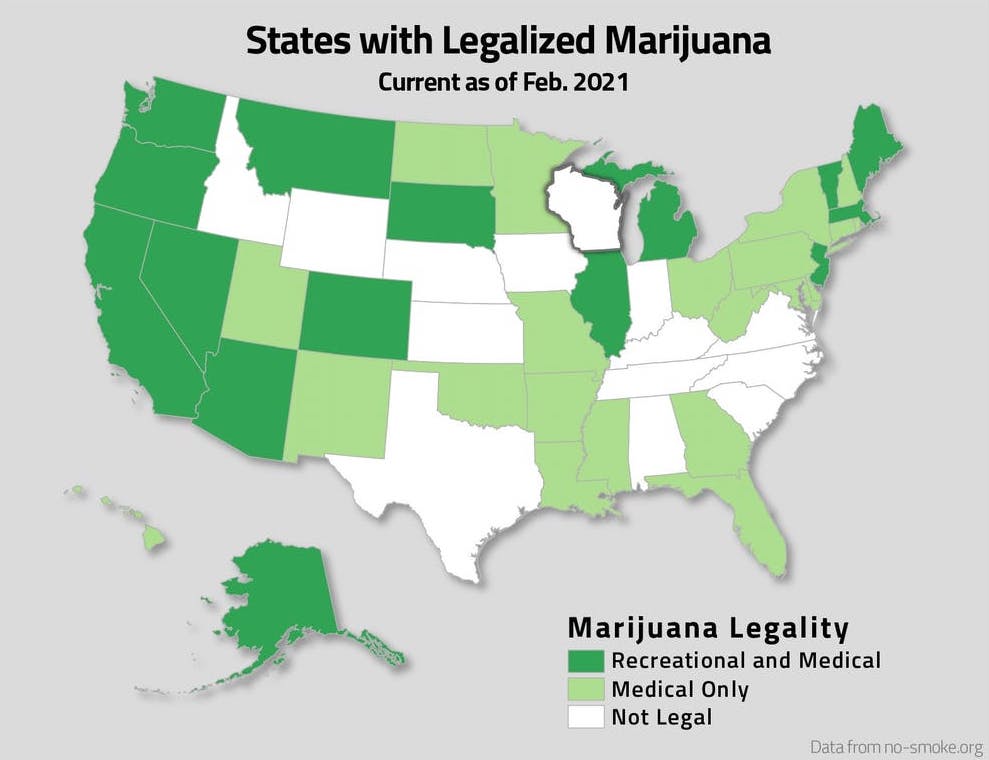 States with Legalized Marijuana
Current as of Feb. 2021
Marijuana Legality
Recreational and Medical
Medical Only
Not Legal
Data from no-smoke.org